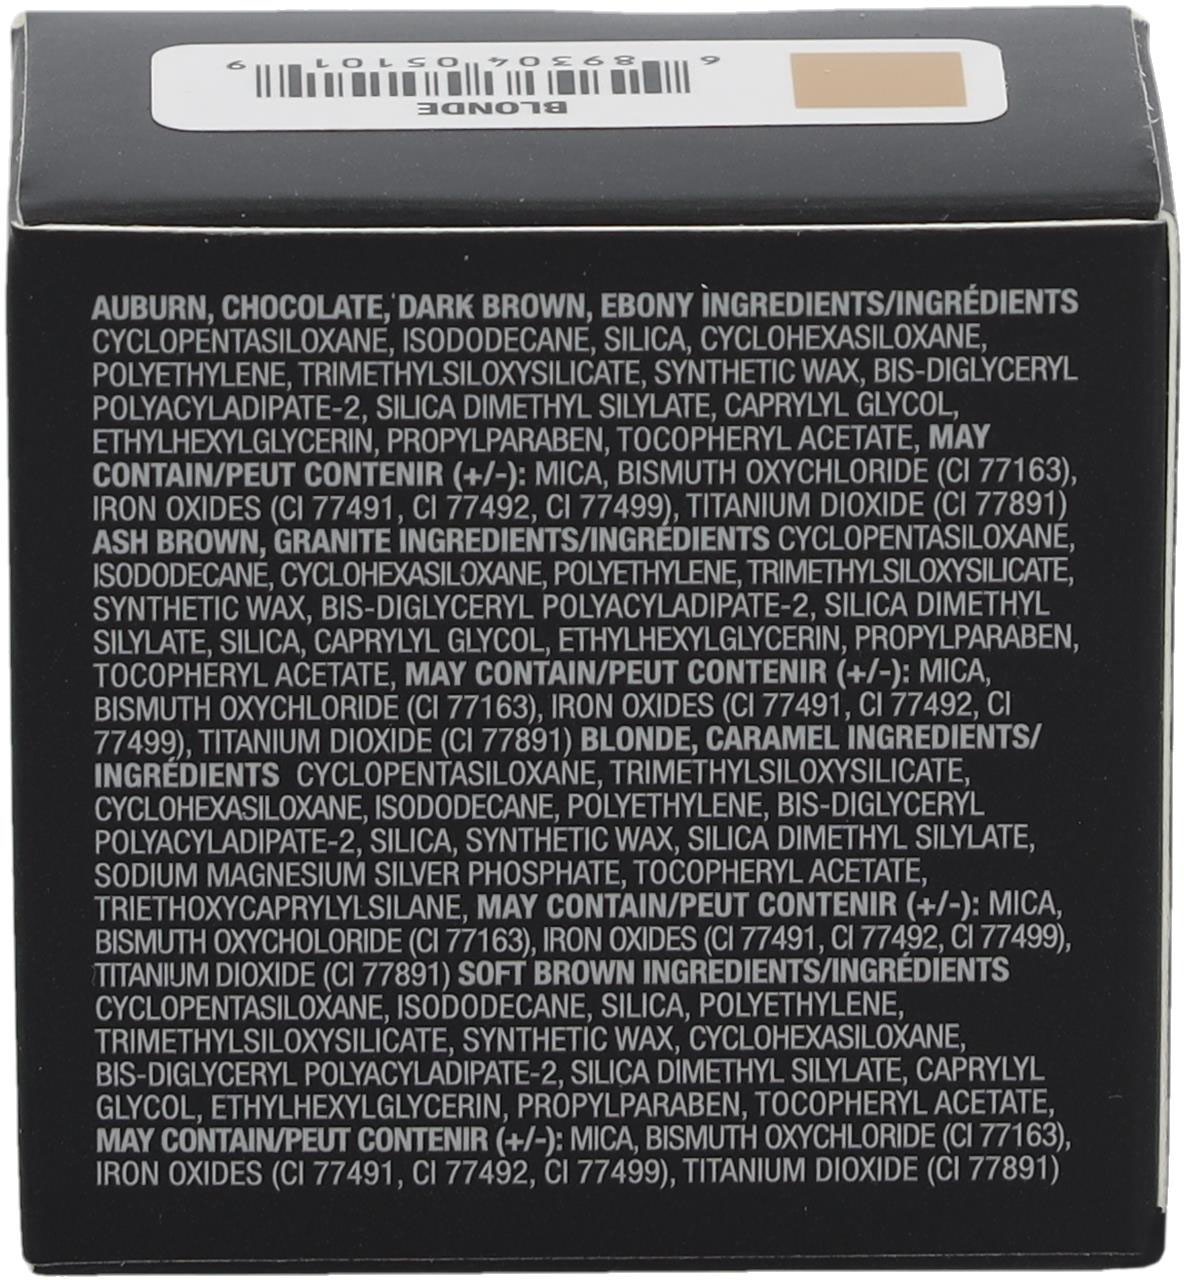 BLONDE
6 89304 05101 9
AUBURN, CHOCOLATE, DARK BROWN, EBONY INGREDIENTS/INGRÉDIENTS
CYCLOPENTASILOXANE, ISODODECANE, SILICA, CYCLOHEXASILOXANE,
POLYETHYLENE, TRIMETHYLSILOXYSILICATE, SYNTHETIC WAX, BIS-DIGLYCERYL
POLYACYLADIPATE-2, SILICA DIMETHYL SILYLATE, CAPRYLYL GLYCOL,
ETHYLHEXYLGLYCERIN, PROPYLPARABEN, TOCOPHERYL ACETATE, MAY
CONTAIN/PEUT CONTENIR (+/-): MICA, BISMUTH OXYCHLORIDE (CI 77163),
IRON OXIDES (CI 77491, CI 77492, CI 77499), TITANIUM DIOXIDE (CI 77891)
ASH BROWN, GRANITE INGREDIENTS/INGRÉDIENTS CYCLOPENTASILOXANE,
ISODODECANE, CYCLOHEXASILOXANE, POLYETHYLENE, TRIMETHYLSILOXYSILICATE,
SYNTHETIC WAX, BIS-DIGLYCERYL POLYACYLADIPATE-2, SILICA DIMETHYL
SILYLATE, SILICA, CAPRYLYL GLYCOL, ETHYLHEXYLGLYCERIN, PROPYLPARABEN,
TOCOPHERYL ACETATE, MAY CONTAIN/PEUT CONTENIR (+/-): MICA,
BISMUTH OXYCHLORIDE (CI 77163), IRON OXIDES (CI 77491, CI 77492, CI
77499), TITANIUM DIOXIDE (CI 77891) BLONDE, CARAMEL INGREDIENTS/
INGRÉDIENTS CYCLOPENTASILOXANE, TRIMETHYLSILOXYSILICATE,
CYCLOHEXASILOXANE, ISODODECANE, POLYETHYLENE, BIS-DIGLYCERYL
POLYACYLADIPATE-2, SILICA, SYNTHETIC WAX, SILICA DIMETHYL SILYLATE,
SODIUM MAGNESIUM SILVER PHOSPHATE, TOCOPHERYL ACETATE,
TRIETHOXYCAPRYLYLSILANE, MAY CONTAIN/PEUT CONTENIR (+/-): MICA,
BISMUTH OXYCHOLORIDE (CI 77163), IRON OXIDES (CI 77491, CI 77492, CI 77499),
TITANIUM DIOXIDE (CI 77891) SOFT BROWN INGREDIENTS/INGRÉDIENTS
CYCLOPENTASILOXANE, ISODODECANE, SILICA, POLYETHYLENE,
TRIMETHYLSILOXYSILICATE, SYNTHETIC WAX, CYCLOHEXASILOXANE,
BIS-DIGLYCERYL POLYACYLADIPATE-2, SILICA DIMETHYL SILYLATE, CAPRYLYL
GLYCOL, ETHYLHEXYLGLYCERIN, PROPYLPARABEN, TOCOPHERYL ACETATE,
MAY CONTAIN/PEUT CONTENIR (+/-): MICA, BISMUTH OXYCHLORIDE (CI 77163),
IRON OXIDES (CI 77491, CI 77492, CI 77499), TITANIUM DIOXIDE (CI 77891)